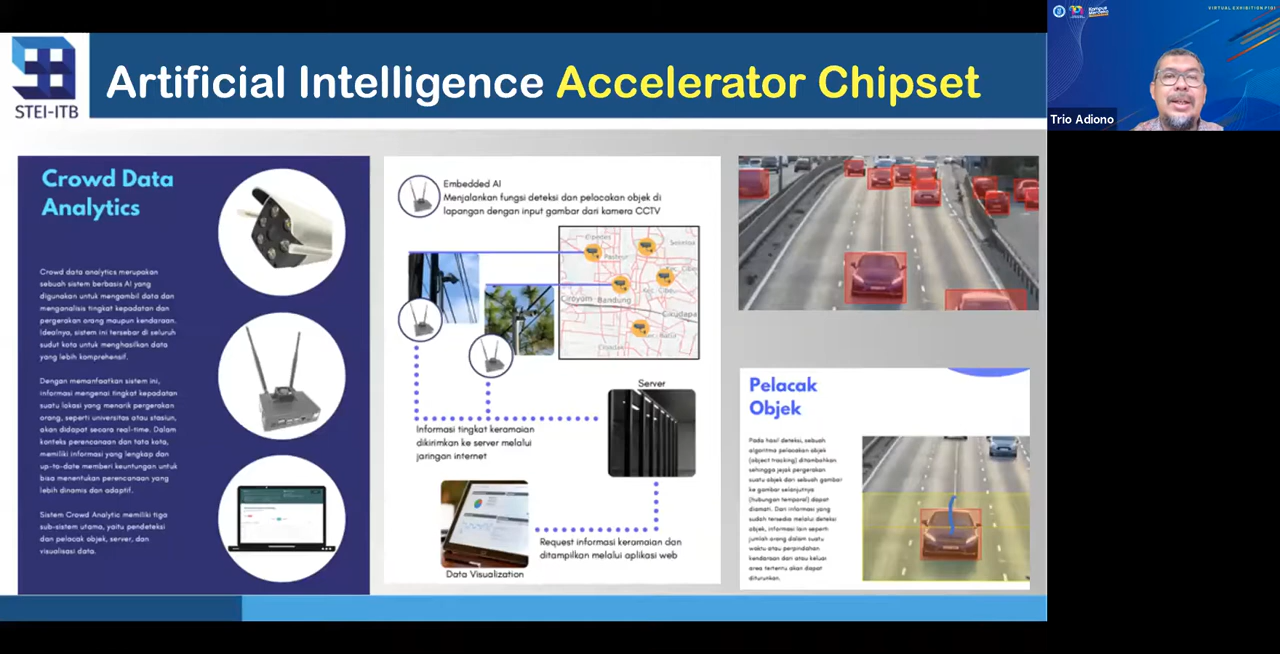 STEI-ITB
Artificial Intelligence Accelerator Chipset
VIRTUAL EXHIBITION
Kampus
Merdeka
Trio Adiono
Crowd Data
Analytics
Crowd data analytics merupakan
sebuah sistem berbasis AI yang
digunakan untuk mengambil data dan
menganalisis tingkat kepadatan dan
pergerakan orang maupun kendaraan.
Idealnya, sistem ini tersebar di seluruh
sudut kota untuk menghasilkan data
yang lebih komprehensif.
Dengan memanfaatkan sistem ini,
informasi mengenai tingkat kepadatan
suatu lokasi yang menarik pergerakan
orang, seperti universitas atau stasiun,
akan didapat secara real-time. Dalam
konteks perencanaan dan tata kota,
memiliki informasi yang lengkap dan
up-to-date memberi keuntungan untuk
bisa menentukan perencanaan yang
lebih dinamis dan adaptif.
Sistem Crowd Analytic memiliki tiga
sub-sistem utama, yaitu pendeteksi
dan pelacak objek, server, dan
visualisasi data.
Embedded AI
Menjalankan fungsi deteksi dan pelacakan objek di
lapangan dengan input gambar dari kamera CCTV
Cipedes
Pasteur
Ciroyom
Bandung
Server
Informasi tingkat keramaian
dikirimkan ke server melalui
jaringan internet
Request informasi keramaian dan
ditampilkan melalui aplikasi web
Data Visualization
Pelacak
Objek
Pada hasil deteksi, sebuah
algoritma pelacakan objek
(object tracking) ditambahkan
sehingga jejak pergerakan
suatu objek dari sebuah gambar
ke gambar selanjutnya
(hubungan temporal) dapat
diamati. Dari informasi yang
sudah tersedia melalui deteksi
objek, informasi lain seperti
jumlah orang dalam suatu
waktu atau perpindahan
kendaraan dari atau keluar
area tertentu akan dapat
diturunkan.